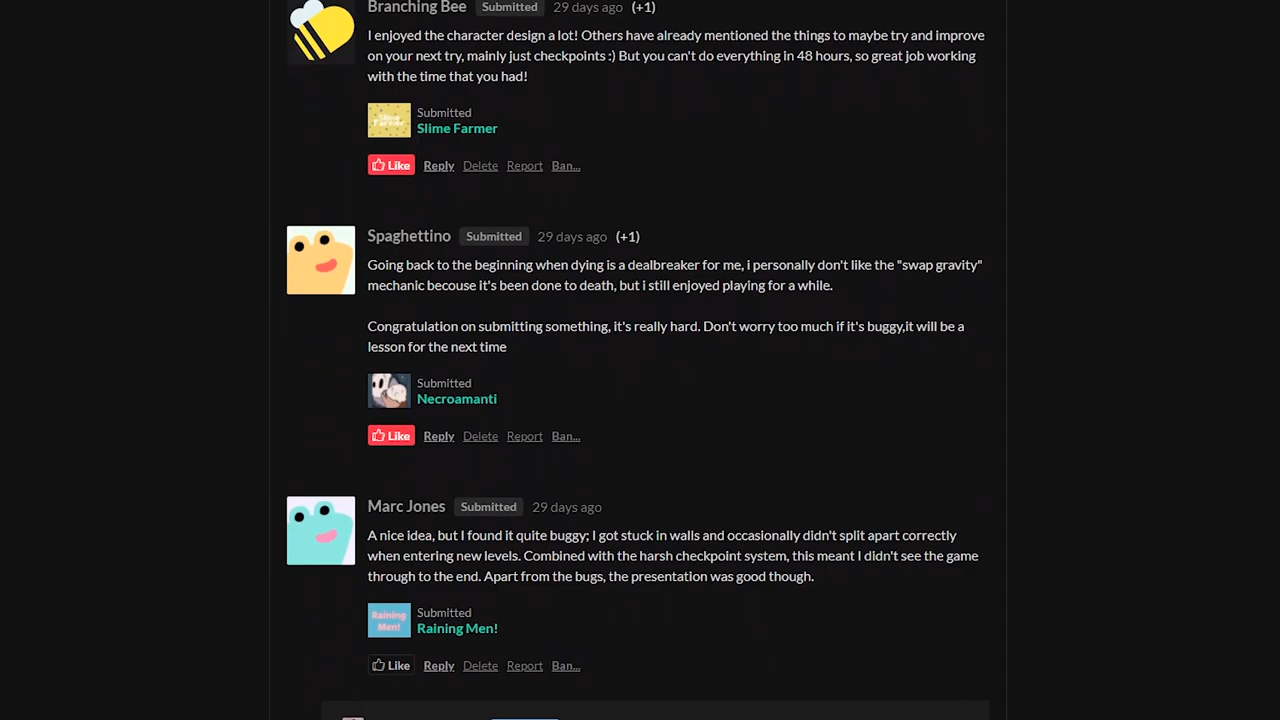 Branching Bee Submitted 29 days ago (+1)
I enjoyed the character design a lot! Others have already mentioned the things to maybe try and improve
on your next try, mainly just checkpoints :) But you can't do everything in 48 hours, so great job working
with the time that you had!
Slime Farmer
Submitted
Slime Farmer
Like Reply Delete Report Ban...
Spaghettino Submitted 29 days ago (+1)
Going back to the beginning when dying is a dealbreaker for me, i personally don't like the "swap gravity"
mechanic becouse it's been done to death, but i still enjoyed playing for a while.
Congratulation on submitting something, it's really hard. Don't worry too much if it's buggy,it will be a
lesson for the next time
Submitted
Necroamanti
Like Reply Delete Report Ban...
Marc Jones Submitted 29 days ago
A nice idea, but I found it quite buggy; I got stuck in walls and occasionally didn't split apart correctly
when entering new levels. Combined with the harsh checkpoint system, this meant I didn't see the game
through to the end. Apart from the bugs, the presentation was good though.
Raining
Men!
Submitted
Raining Men!
Like Reply Delete Report Ban...